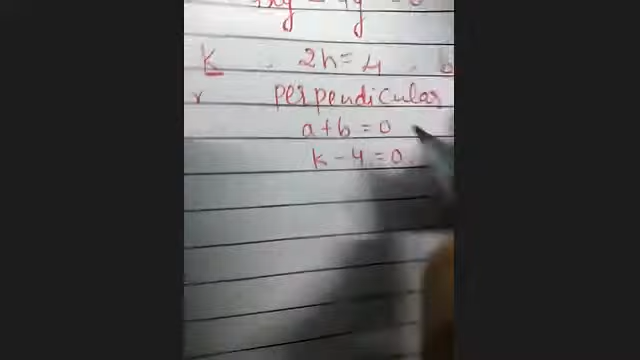 k 2h = 4 b
perpendicular
a + b = 0
k - 4 = 0